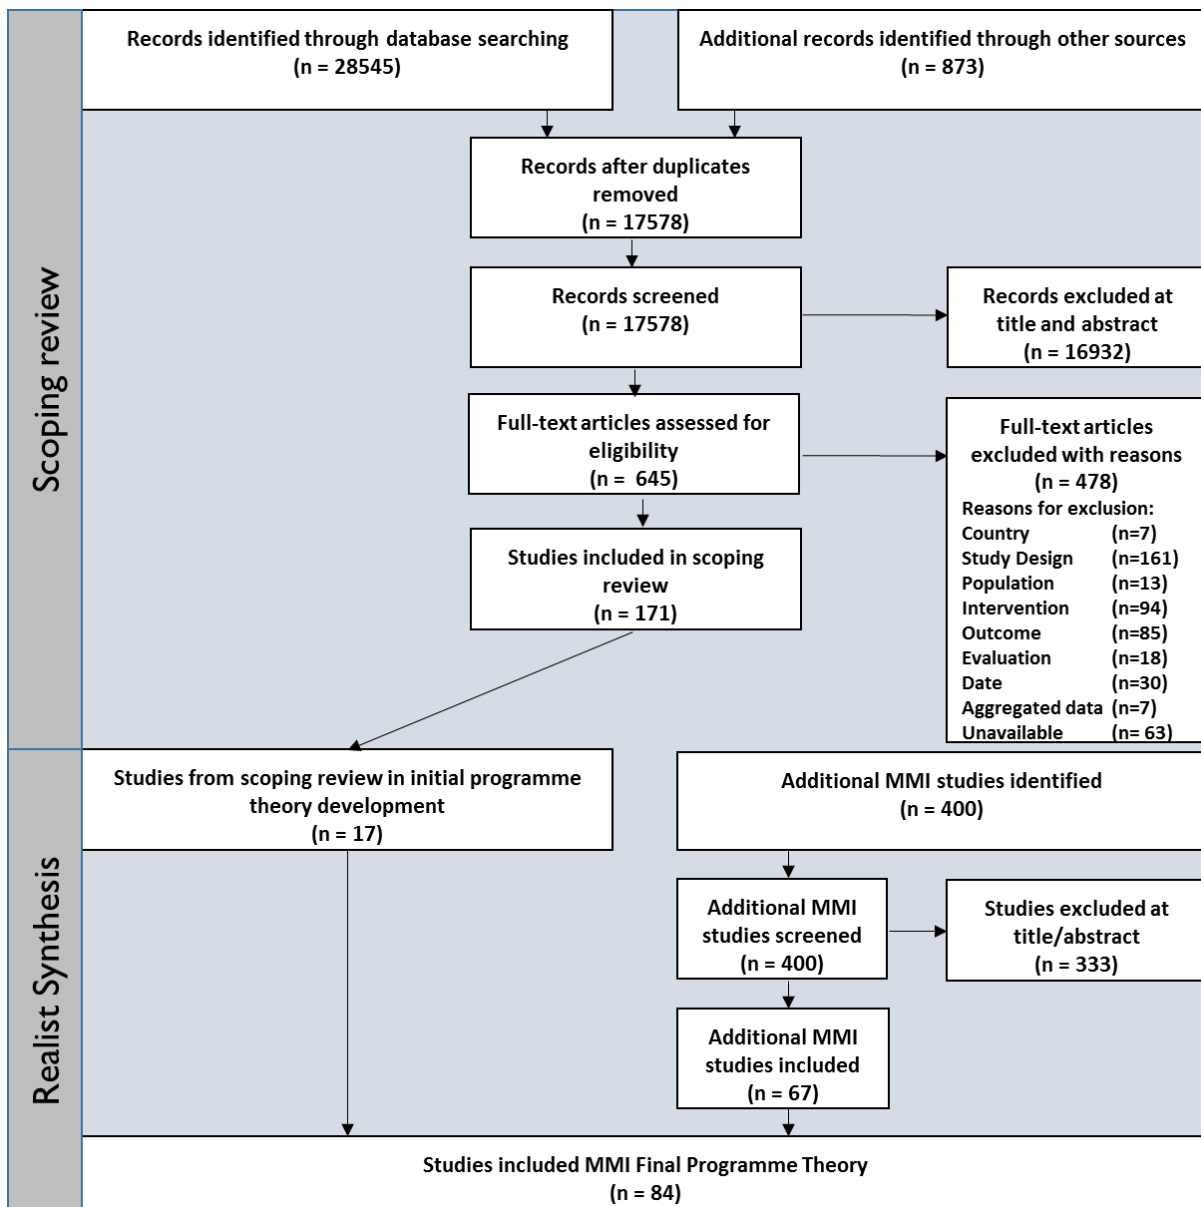 Scoping review
Records identified through database searching
(n = 28545)
Additional records identified through other sources
(n = 873)
Records after duplicates
removed
(n = 17578)
Records screened
(n = 17578)
Records excluded at
title and abstract
(n = 16932)
Full-text articles assessed for
eligibility
(n = 645)
Full-text articles
excluded with reasons
(n = 478)
Reasons for exclusion:
Country (n=7)
Study Design (n=161)
Population (n=13)
Intervention (n=94)
Outcome (n=85)
Evaluation (n=18)
Date (n=30)
Aggregated data (n=7)
Unavailable (n= 63)
Studies included in scoping
review
(n = 171)
Realist Synthesis
Studies from scoping review in initial programme
theory development
(n = 17)
Additional MMI studies identified
(n = 400)
Additional MMI
studies screened
(n = 400)
Studies excluded at
title/abstract
(n = 333)
Additional MMI
studies included
(n = 67)
Studies included MMI Final Programme Theory
(n = 84)